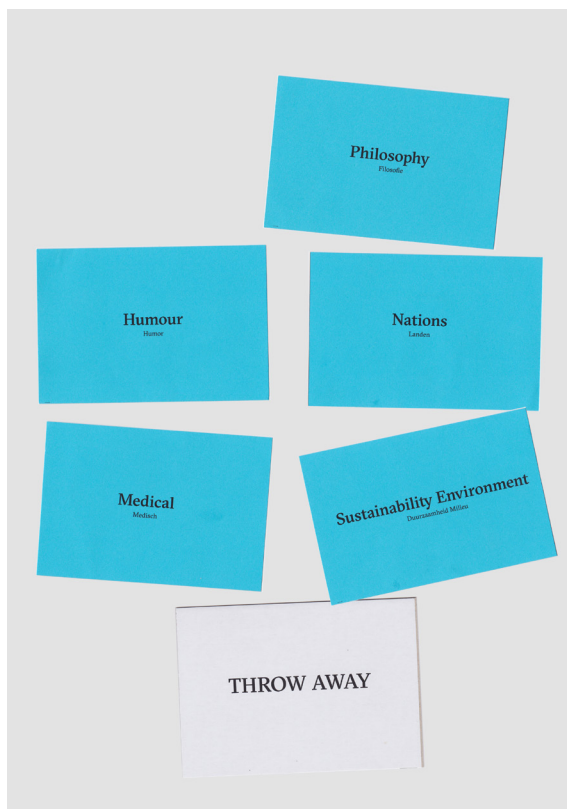 Philosophy
Filosofie
Humour
Humor
Nations
Landen
Medical
Medisch
Sustainability Environment
Duurzaamheid Milieu
THROW AWAY